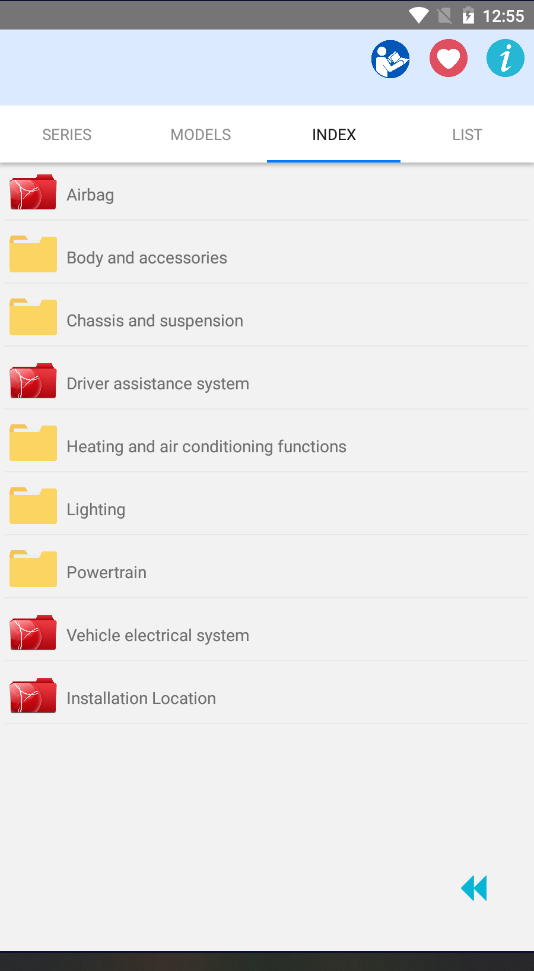 12:55
SERIES MODELS INDEX LIST
Airbag
Body and accessories
Chassis and suspension
Driver assistance system
Heating and air conditioning functions
Lighting
Powertrain
Vehicle electrical system
Installation Location